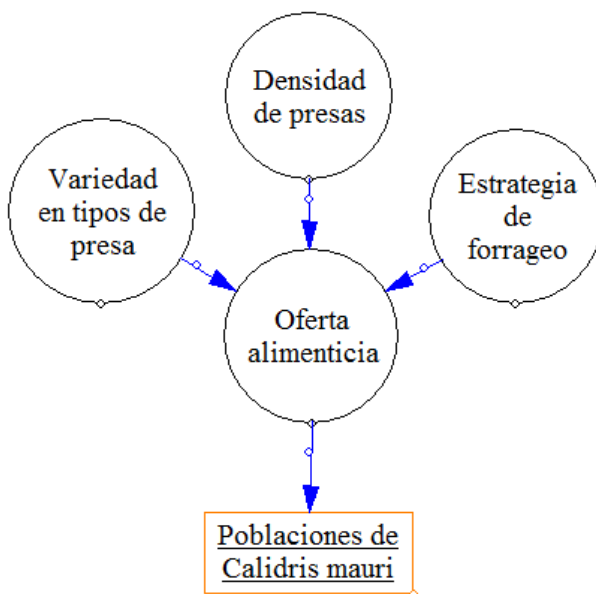 Densidad
de presas
Variedad
en tipos de
presa
Estrategia
de
forrageo
Oferta
alimenticia
Poblaciones de
Calidris mauri